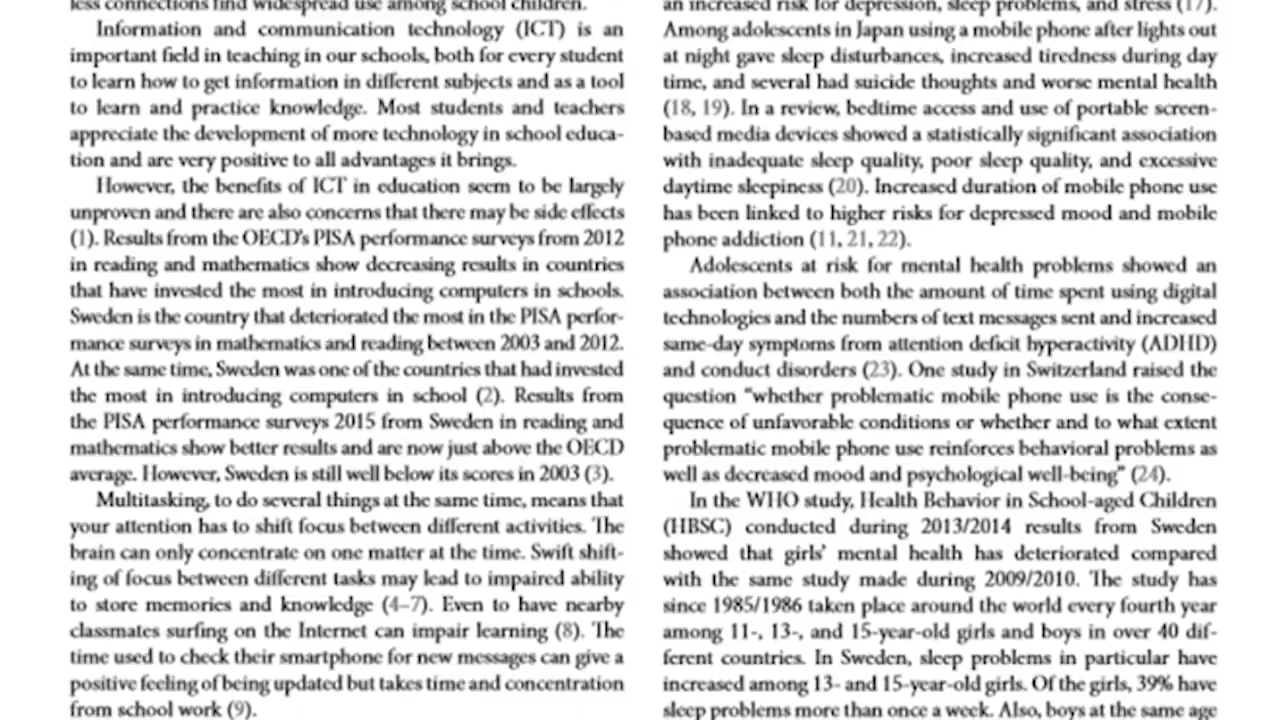 less connections find widespread use among school children.
Information and communication technology (ICT) is an
important field in teaching in our schools, both for every student
to learn how to get information in different subjects and as a tool
to learn and practice knowledge. Most students and teachers
appreciate the development of more technology in school educa-
tion and are very positive to all advantages it brings.
However, the benefits of ICT in education seem to be largely
unproven and there are also concerns that there may be side effects
(1). Results from the OECD's PISA performance surveys from 2012
in reading and mathematics show decreasing results in countries
that have invested the most in introducing computers in schools.
Sweden is the country that deteriorated the most in the PISA perfor-
mance surveys in mathematics and reading between 2003 and 2012.
At the same time, Sweden was one of the countries that had invested
the most in introducing computers in school (2). Results from
the PISA performance surveys 2015 from Sweden in reading and
mathematics show better results and are now just above the OECD
average. However, Sweden is still well below its scores in 2003 (3).
Multitasking, to do several things at the same time, means that
your attention has to shift focus between different activities. The
brain can only concentrate on one matter at the time. Swift shift-
ing of focus between different tasks may lead to impaired ability
to store memories and knowledge (4–7). Even to have nearby
classmates surfing on the Internet can impair learning (8). The
time used to check their smartphone for new messages can give a
positive feeling of being updated but takes time and concentration
from school work (9).
an increased risk for depression, sleep problems, and stress (17).
Among adolescents in Japan using a mobile phone after lights out
at night gave sleep disturbances, increased tiredness during day
time, and several had suicide thoughts and worse mental health
(18, 19). In a review, bedtime access and use of portable screen-
based media devices showed a statistically significant association
with inadequate sleep quality, poor sleep quality, and excessive
daytime sleepiness (20). Increased duration of mobile phone use
has been linked to higher risks for depressed mood and mobile
phone addiction (11, 21, 22).
Adolescents at risk for mental health problems showed an
association between both the amount of time spent using digital
technologies and the numbers of text messages sent and increased
same-day symptoms from attention deficit hyperactivity (ADHD)
and conduct disorders (23). One study in Switzerland raised the
question "whether problematic mobile phone use is the conse-
quence of unfavorable conditions or whether and to what extent
problematic mobile phone use reinforces behavioral problems as
well as decreased mood and psychological well-being" (24).
In the WHO study, Health Behavior in School-aged Children
(HBSC) conducted during 2013/2014 results from Sweden
showed that girls' mental health has deteriorated compared
with the same study made during 2009/2010. The study has
since 1985/1986 taken place around the world every fourth year
among 11-, 13-, and 15-year-old girls and boys in over 40 dif-
ferent countries. In Sweden, sleep problems in particular have
increased among 13- and 15-year-old girls. Of the girls, 39% have
sleep problems more than once a week. Also, boys at the same age